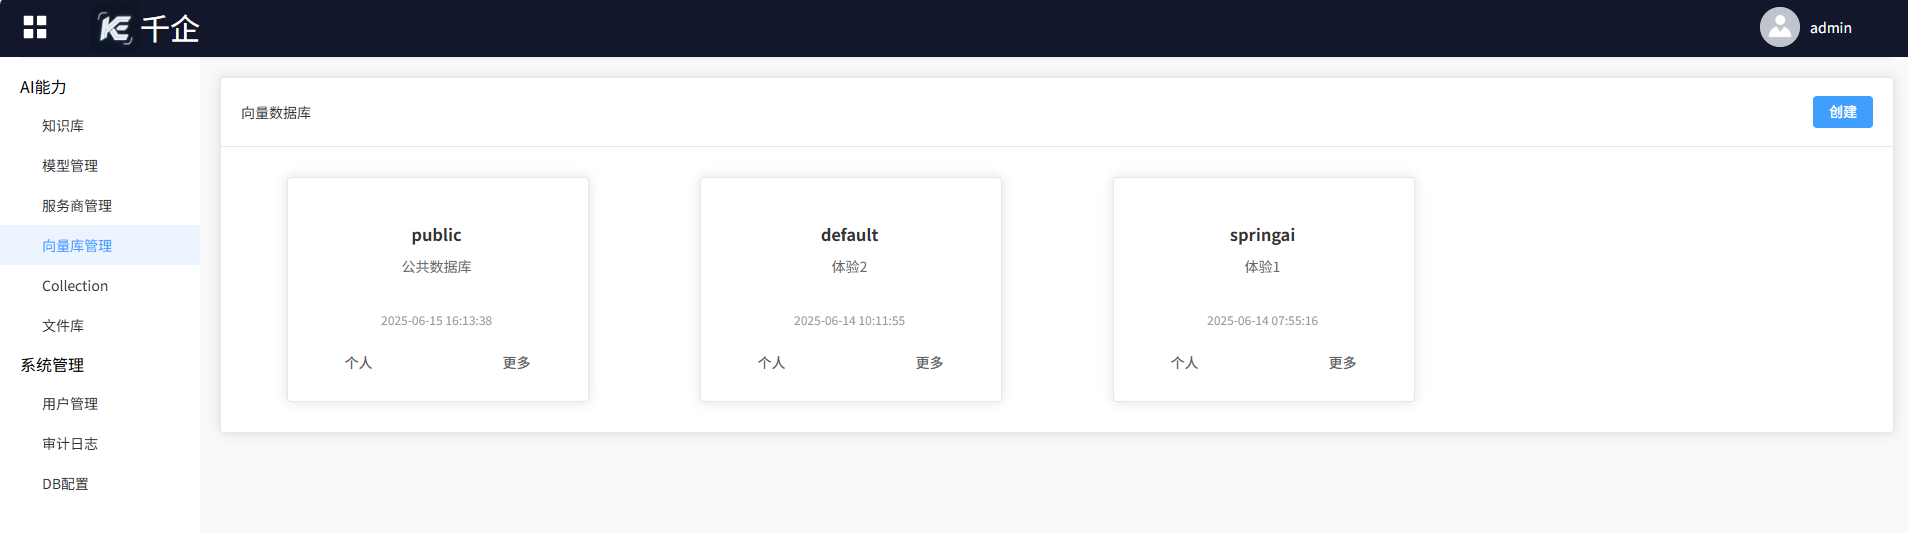 千企
admin
AI能力
知识库
模型管理
服务商管理
向量库管理
Collection
文件库
系统管理
用户管理
审计日志
DB配置
向量数据库
创建
public
公共数据库
2025-06-15 16:13:38
个人 更多
default
体验2
2025-06-14 10:11:55
个人 更多
springai
体验1
2025-06-14 07:55:16
个人 更多